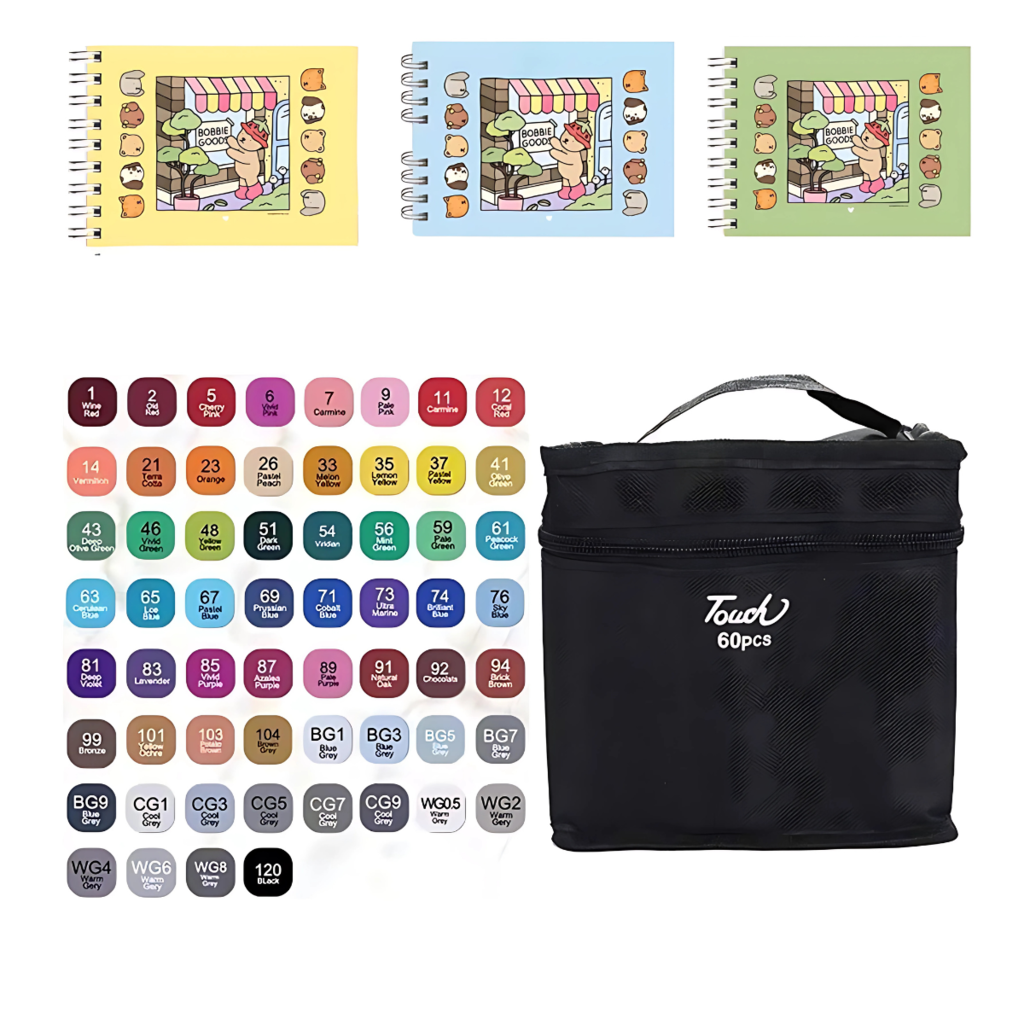 BOBBIE
GOODS
BOBBIE
GOODS
BOBBIE
GOODS
1
Wine
Red
2
Old
Red
5
Cherry
Pink
6
Vivid
Pink
7
Carmine
9
Pale
Pink
11
Carmine
12
Coral
Red
14
Vermilion
21
Terra
Cotta
23
Orange
26
Pastel
Peach
33
Melon
Yellow
35
Lemon
Yellow
37
Pastel
Yellow
41
Olive
Green
43
Deep
Olive Green
46
Vivid
Green
48
Yellow
Green
51
Dark
Green
54
Viridian
56
Mint
Green
59
Pale
Green
61
Peacock
Green
63
Cerulean
Blue
65
Ice
Blue
67
Pastel
Blue
69
Prussian
Blue
71
Cobalt
Blue
73
Ultra
Marine
74
Brilliant
Blue
76
Sky
Blue
81
Deep
Violet
83
Lavender
85
Vivid
Purple
87
Azalea
Purple
89
Pale
Purple
91
Natural
Oak
92
Chocolate
94
Brick
Brown
99
Bronze
101
Yellow
Ochre
103
Potato
Brown
104
Brown
Grey
BG1
Blue
Grey
BG3
Blue
Grey
BG5
Blue
Grey
BG7
Blue
Grey
BG9
Blue
Grey
CG1
Cool
Grey
CG3
Cool
Grey
CG5
Cool
Grey
CG7
Cool
Grey
CG9
Cool
Grey
WG0.5
Warm
Grey
WG2
Warm
Gery
WG4
Warm
Gery
WG6
Warm
Gery
WG8
Warm
Grey
120
BLack
Touch
60pcs